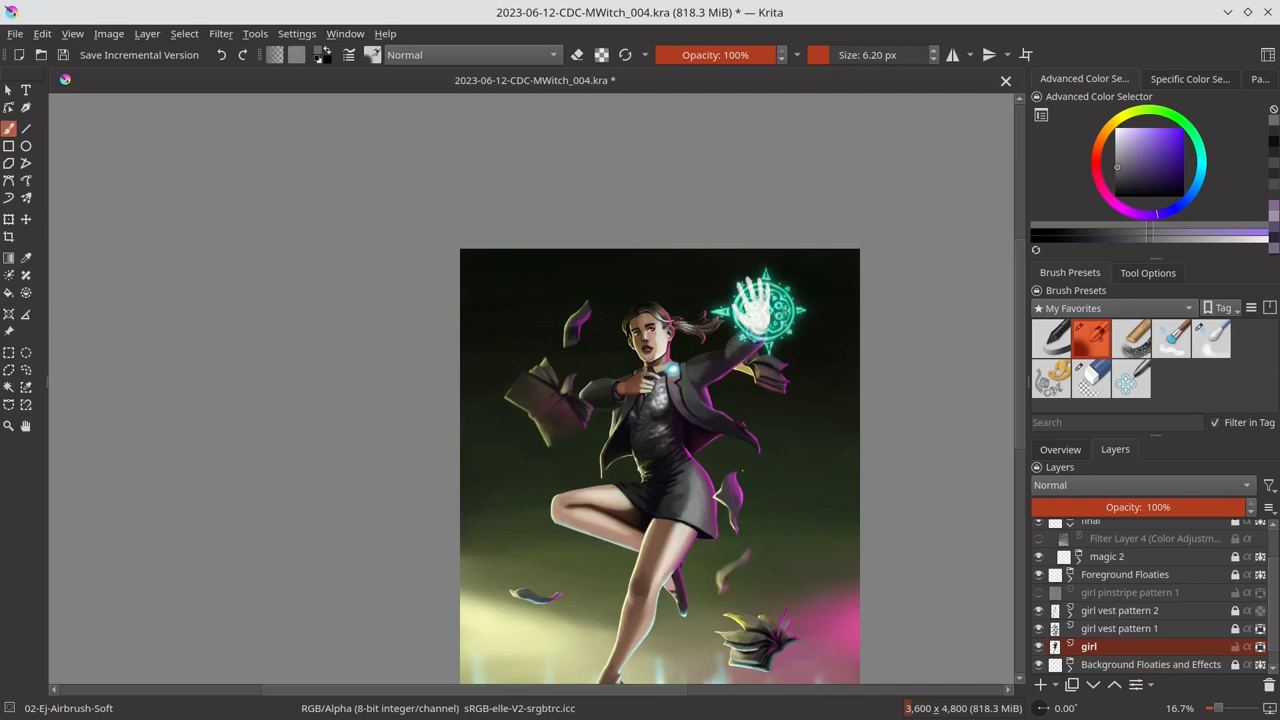 2023-06-12-CDC-MWitch_004.kra (818.3 MiB) * — Krita
File Edit View Image Layer Select Filter Tools Settings Window Help
Save Incremental Version Normal Opacity: 100% Size: 6.20 px
2023-06-12-CDC-MWitch_004.kra *
Advanced Color Se... Specific Color Se... Pa...
Advanced Color Selector
Brush Presets Tool Options
Brush Presets
★ My Favorites Tag
Search Filter in Tag
Overview Layers
Layers
Normal
Opacity: 100%
final
Filter Layer 4 (Color Adjustm...
magic 2
Foreground Floaties
girl pinstripe pattern 1
girl vest pattern 2
girl vest pattern 1
girl
Background Floaties and Effects
02-Ej-Airbrush-Soft RGB/Alpha (8-bit integer/channel) sRGB-elle-V2-srgbtrc.icc 3,600 x 4,800 (818.3 MiB) 0.00° 16.7%